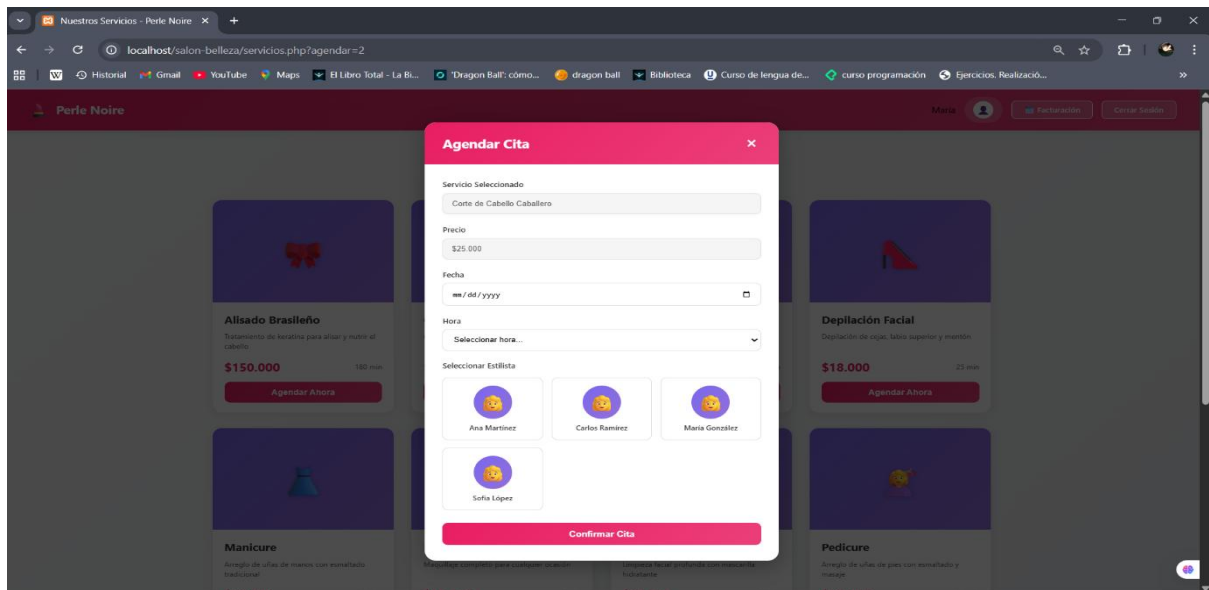 Nuestros Servicios - Perle Noire
localhost/salon-belleza/servicios.php?agendar=2
Historial
Gmail
YouTube
Maps
El Libro Total - La Bi...
'Dragon Ball': cómo...
dragon ball
Biblioteca
Curso de lengua de...
curso programación
Ejercicios. Realizació...
Perle Noire
María
Facturación
Cerrar Sesión
Agendar Cita
Servicio Seleccionado
Corte de Cabello Caballero
Precio
$25.000
Fecha
mm/dd/yyyy
Hora
Seleccionar hora...
Seleccionar Estilista
Ana Martínez
Carlos Ramírez
María González
Sofía López
Confirmar Cita
Alisado Brasileño
Tratamiento de keratina para alisar y nutrir el
cabello
$150.000
180 min
Agendar Ahora
Depilación Facial
Depilación de cejas, labio superior y mentón
$18.000
25 min
Agendar Ahora
Manicure
Arreglo de uñas de manos con esmaltado
tradicional
Maquillaje completo para cualquier ocasión
Limpieza facial profunda con mascarilla
hidratante
Pedicure
Arreglo de uñas de pies con esmaltado y
masaje